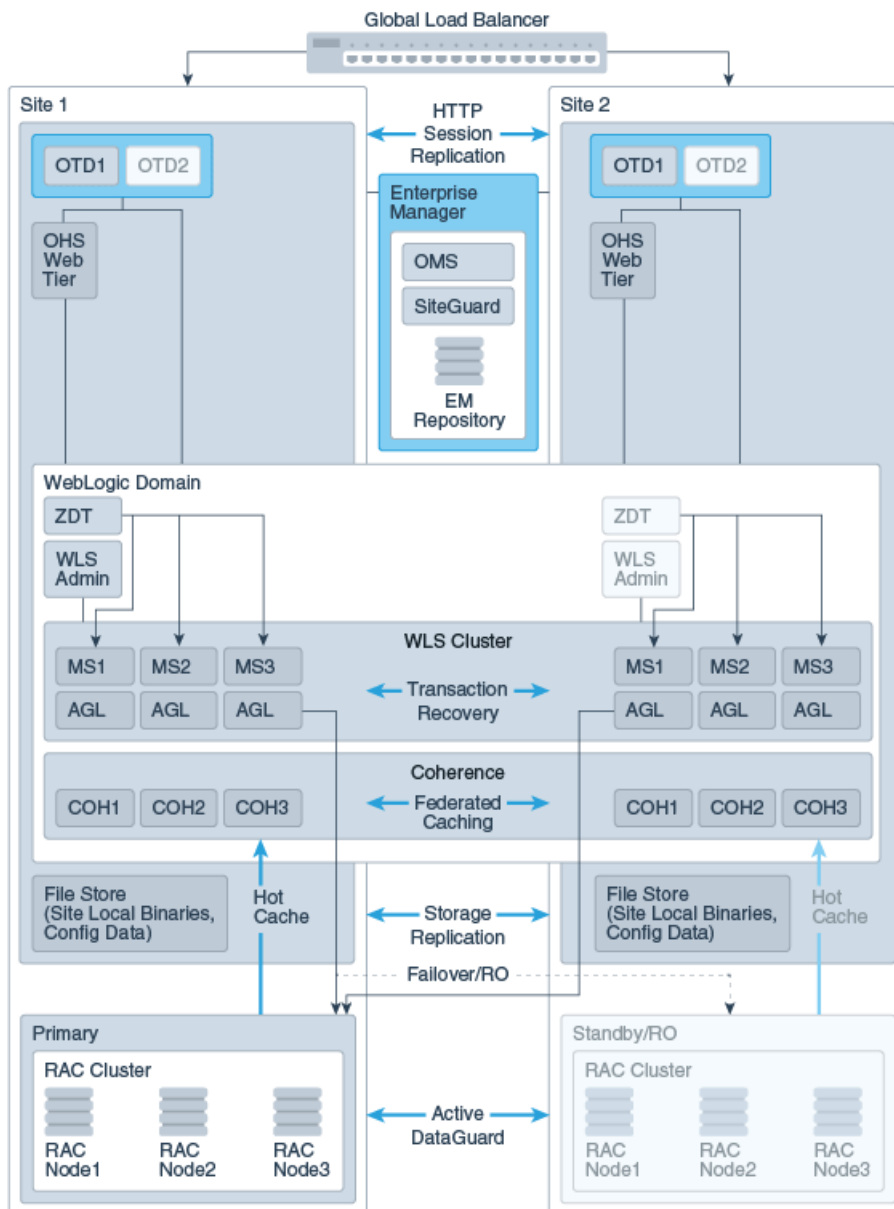 Global Load Balancer
Site 1
HTTP
Session
Replication
Site 2
OTD1
OTD2
OTD1
OTD2
Enterprise
Manager
OHS
Web
Tier
OMS
SiteGuard
EM
Repository
OHS
Web
Tier
WebLogic Domain
ZDT
WLS
Admin
ZDT
WLS
Admin
WLS Cluster
MS1
MS2
MS3
MS1
MS2
MS3
AGL
AGL
AGL
Transaction
Recovery
AGL
AGL
AGL
Coherence
COH1
COH2
COH3
Federated
Caching
COH1
COH2
COH3
File Store
(Site Local Binaries,
Config Data)
Hot
Cache
Storage
Replication
File Store
(Site Local Binaries,
Config Data)
Hot
Cache
Failover/RO
Primary
RAC Cluster
RAC
Node1
RAC
Node2
RAC
Node3
Active
DataGuard
Standby/RO
RAC Cluster
RAC
Node1
RAC
Node2
RAC
Node3